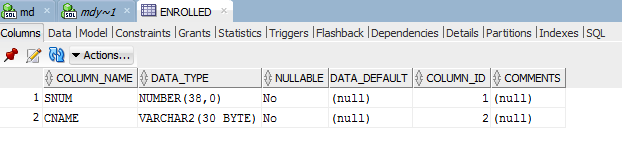 md mdy~1 ENROLLED
Columns Data Model Constraints Grants Statistics Triggers Flashback Dependencies Details Partitions Indexes SQL
Actions...
COLUMN_NAME DATA_TYPE NULLABLE DATA_DEFAULT COLUMN_ID COMMENTS
1 SNUM NUMBER(38,0) No (null) 1 (null)
2 CNAME VARCHAR2(30 BYTE) No (null) 2 (null)